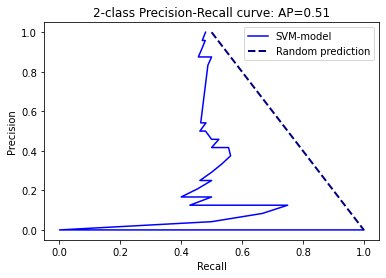 2-class Precision-Recall curve: AP=0.51
SVM-model
Random prediction
Precision
1.0
0.8
0.6
0.4
0.2
0.0
0.0 0.2 0.4 0.6 0.8 1.0
Recall